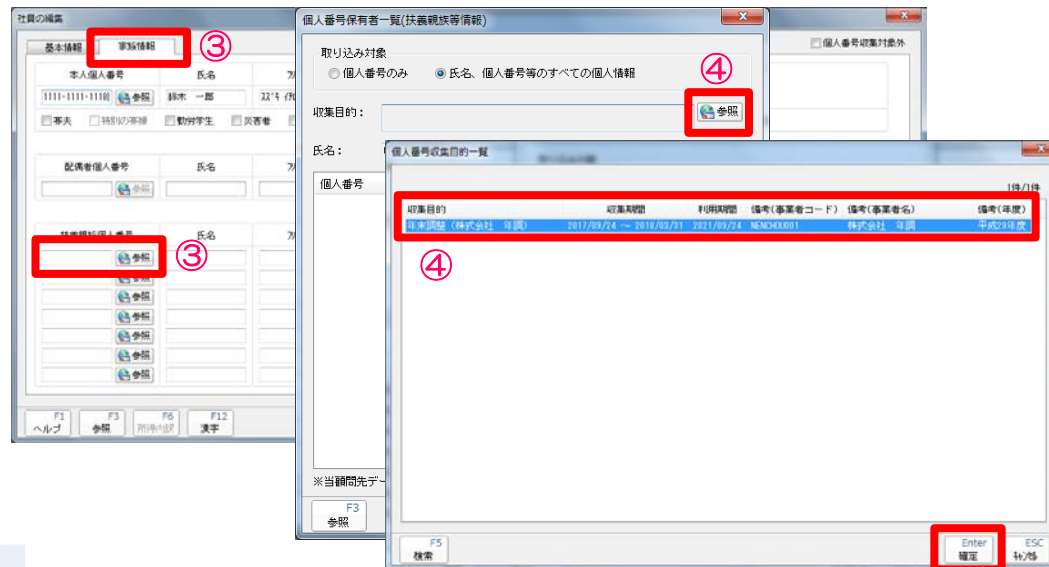 社員の編集
基本情報 家族情報 ③
個人番号収集対象外
本人個人番号 氏名
1111-1111-1118 参照 鈴木 一郎
寡夫 特別の寡婦 勤労学生 災害者
配偶者個人番号 氏名
参照
扶養親族個人番号 氏名
参照 ③
参照
参照
参照
参照
参照
参照
F1 F3 F6 F12
ヘルプ 参照 所得内訳 漢字
個人番号保有者一覧(扶養親族等情報)
取り込み対象
個人番号のみ 氏名、個人番号等のすべての個人情報 ④
収集目的： 参照
氏名：
個人番号
※当顧問先デー
F3
参照
個人番号収集目的一覧
1件/1件
収集目的 収集期間 利用期間 備考(事業者コード) 備考(事業者名) 備考(年度)
年末調整（株式会社 年調） 2017/09/24 ～ 2018/03/31 2021/09/24 NENCHOU001 株式会社 年調 平成29年度
④
F5 Enter ESC
検索 確定 キャンセル